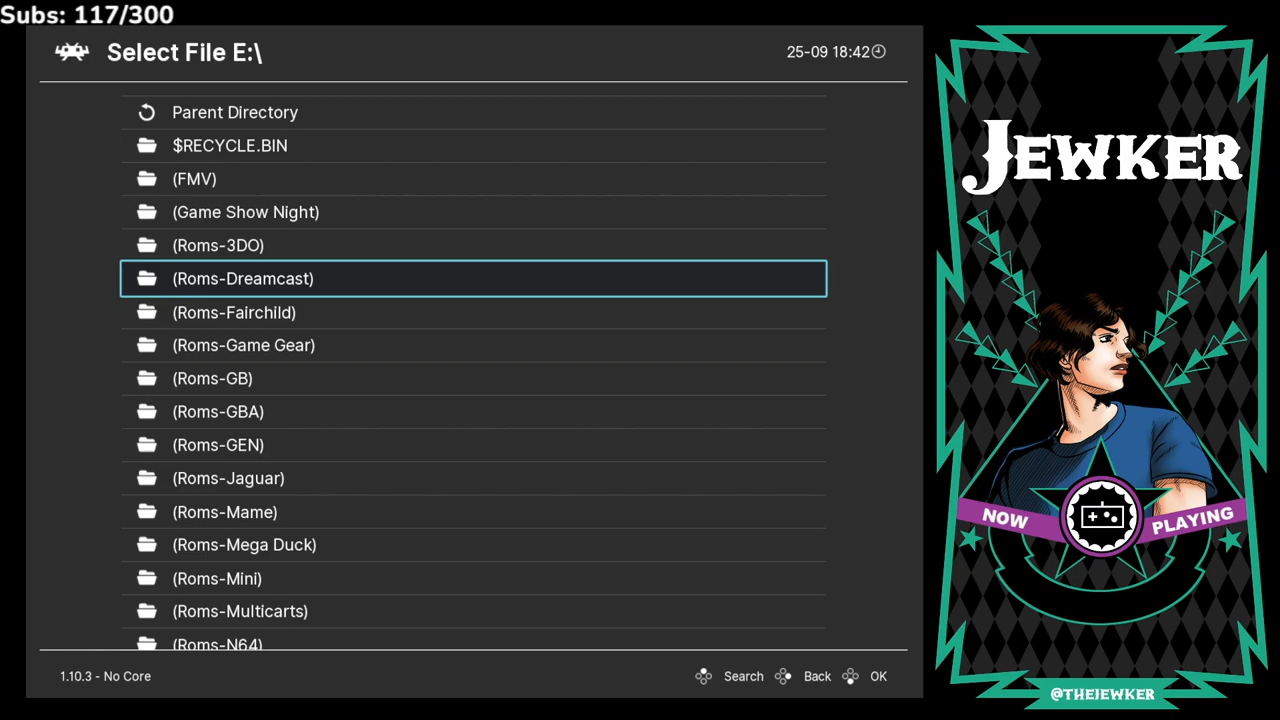 Subs: 117/300
Select File E:\
25-09 18:42
Parent Directory
$RECYCLE.BIN
(FMV)
(Game Show Night)
(Roms-3DO)
(Roms-Dreamcast)
(Roms-Fairchild)
(Roms-Game Gear)
(Roms-GB)
(Roms-GBA)
(Roms-GEN)
(Roms-Jaguar)
(Roms-Mame)
(Roms-Mega Duck)
(Roms-Mini)
(Roms-Multicarts)
(Roms-N64)
1.10.3 - No Core
Search Back OK
JEWKER
NOW PLAYING
@THEJEWKER